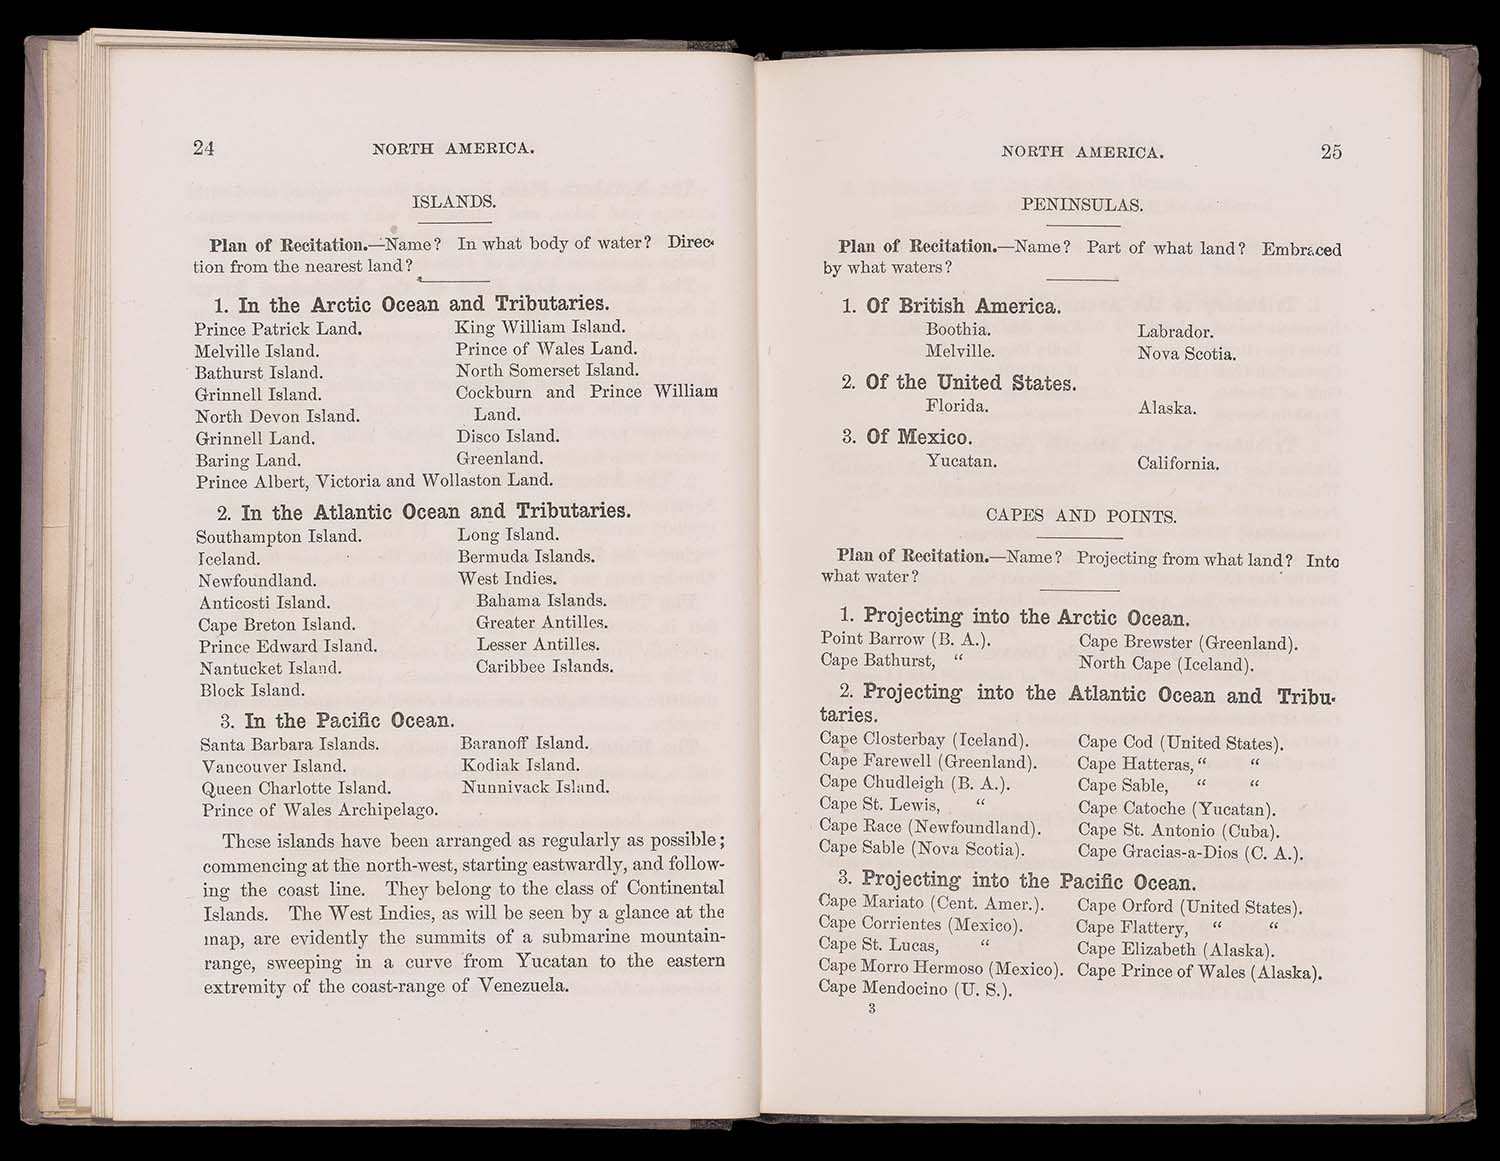 24 NORTH AMERICA.
ISLANDS.
Plan of Recitation.—Name? In what body of water? Direc-
tion from the nearest land?
1. In the Arctic Ocean and Tributaries.
Prince Patrick Land.
Melville Island.
Bathurst Island.
Grinnell Island.
North Devon Island.
Grinnell Land.
Baring Land.
King William Island.
Prince of Wales Land.
North Somerset Island.
Cockburn and Prince William
Land.
Disco Island.
Greenland.
Prince Albert, Victoria and Wollaston Land.
2. In the Atlantic Ocean and Tributaries.
Southampton Island.
Iceland.
Newfoundland.
Anticosti Island.
Cape Breton Island.
Prince Edward Island.
Nantucket Island.
Block Island.
Long Island.
Bermuda Islands.
West Indies.
Bahama Islands.
Greater Antilles.
Lesser Antilles.
Caribbee Islands.
3. In the Pacific Ocean.
Santa Barbara Islands.
Vancouver Island.
Queen Charlotte Island.
Prince of Wales Archipelago.
Baranoff Island.
Kodiak Island.
Nunnivack Island.
These islands have been arranged as regularly as possible;
commencing at the north-west, starting eastwardly, and follow-
ing the coast line. They belong to the class of Continental
Islands. The West Indies, as will be seen by a glance at the
map, are evidently the summits of a submarine mountain-
range, sweeping in a curve from Yucatan to the eastern
extremity of the coast-range of Venezuela.
NORTH AMERICA. 25
PENINSULAS.
Plan of Recitation.—Name? Part of what land? Embraced
by what waters?
1. Of British America.
Boothia. Labrador.
Melville. Nova Scotia.
2. Of the United States.
Florida. Alaska.
3. Of Mexico.
Yucatan. California.
CAPES AND POINTS.
Plan of Recitation.—Name? Projecting from what land? Into
what water?
1. Projecting into the Arctic Ocean.
Point Barrow (B. A.).
Cape Bathurst, “
Cape Brewster (Greenland).
North Cape (Iceland).
2. Projecting into the Atlantic Ocean and Tribu-
taries.
Cape Closterbay (Iceland).
Cape Farewell (Greenland).
Cape Chudleigh (B. A.).
Cape St. Lewis, “
Cape Race (Newfoundland).
Cape Sable (Nova Scotia).
Cape Cod (United States).
Cape Hatteras, “ “
Cape Sable, “ “
Cape Catoche (Yucatan).
Cape St. Antonio (Cuba).
Cape Gracias-a-Dios (C. A.).
3. Projecting into the Pacific Ocean.
Cape Mariato (Cent. Amer.).
Cape Corrientes (Mexico).
Cape St. Lucas, “
Cape Morro Hermoso (Mexico).
Cape Mendocino (U. S.).
Cape Orford (United States).
Cape Flattery, “ “
Cape Elizabeth (Alaska).
Cape Prince of Wales (Alaska).
3